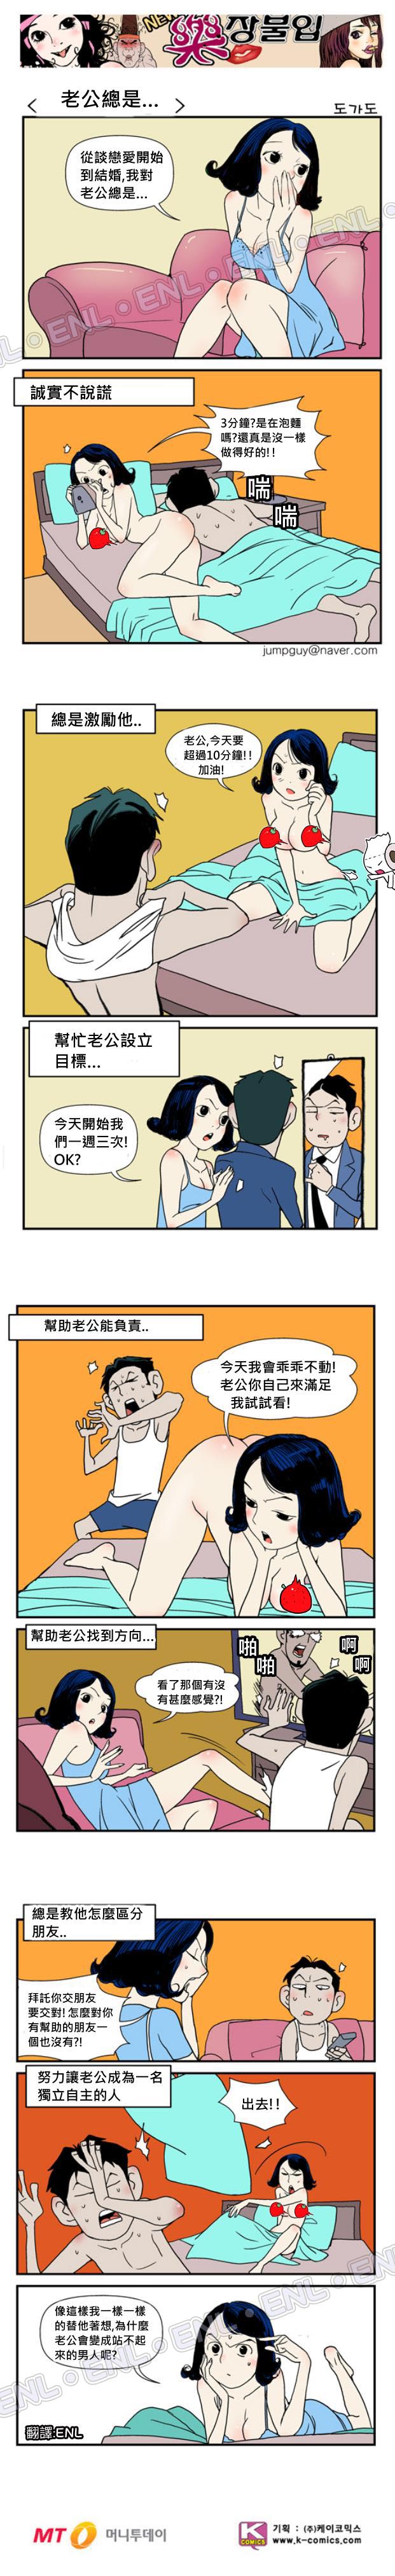 NEW 樂장불입
< 老公總是... >
도가도
從談戀愛開始
到結婚,我對
老公總是...
ENL • ENL • ENL • ENL • ENL
誠實不說謊
3分鐘?是在泡麵
嗎?還真是沒一樣
做得好的!!
喘
喘
jumpguy@naver.com
總是激勵他..
老公,今天要
超過10分鐘!!
加油!
幫忙老公設立
目標...
今天開始我
們一週三次!
OK?
幫助老公能負責..
今天我會乖乖不動!
老公你自己來滿足
我試試看!
幫助老公找到方向...
啪
啪
啊
啊
看了那個有沒
有甚麼感覺?!
總是教他怎麼區分
朋友..
拜託你交朋友
要交對!怎麼對你
有幫助的朋友一
個也沒有?!
努力讓老公成為一名
獨立自主的人
出去!!
像這樣我一樣一樣
的替他著想,為什麼
老公會變成站不起
來的男人呢?
ENL • ENL • ENL • ENL • ENL
翻譯:ENL
MT 머니투데이
K COMICS
기획 : (주)케이코믹스
www.k-comics.com